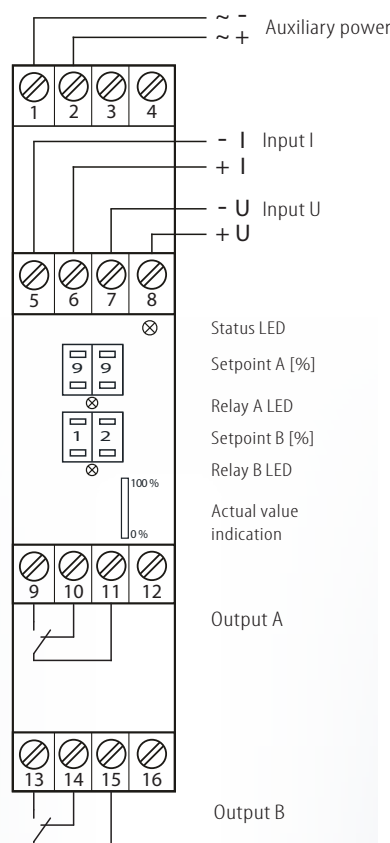 ~ -
~ +
Auxiliary power
1 2 3 4
- I Input I
+ I
- U Input U
+ U
5 6 7 8
Status LED
9 9
Setpoint A [%]
Relay A LED
1 2
Setpoint B [%]
Relay B LED
100 %
0 %
Actual value
indication
9 10 11 12
Output A
13 14 15 16
Output B